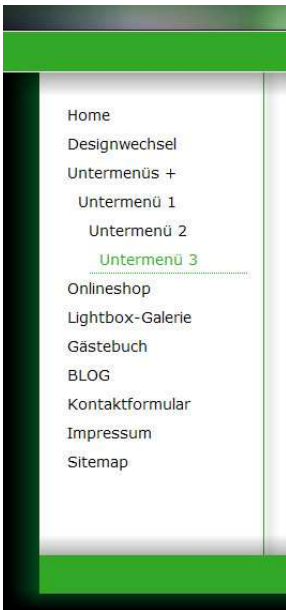 Home
Designwechsel
Untermenüs +
Untermenü 1
Untermenü 2
Untermenü 3
Onlineshop
Lightbox-Galerie
Gästebuch
BLOG
Kontaktformular
Impressum
Sitemap